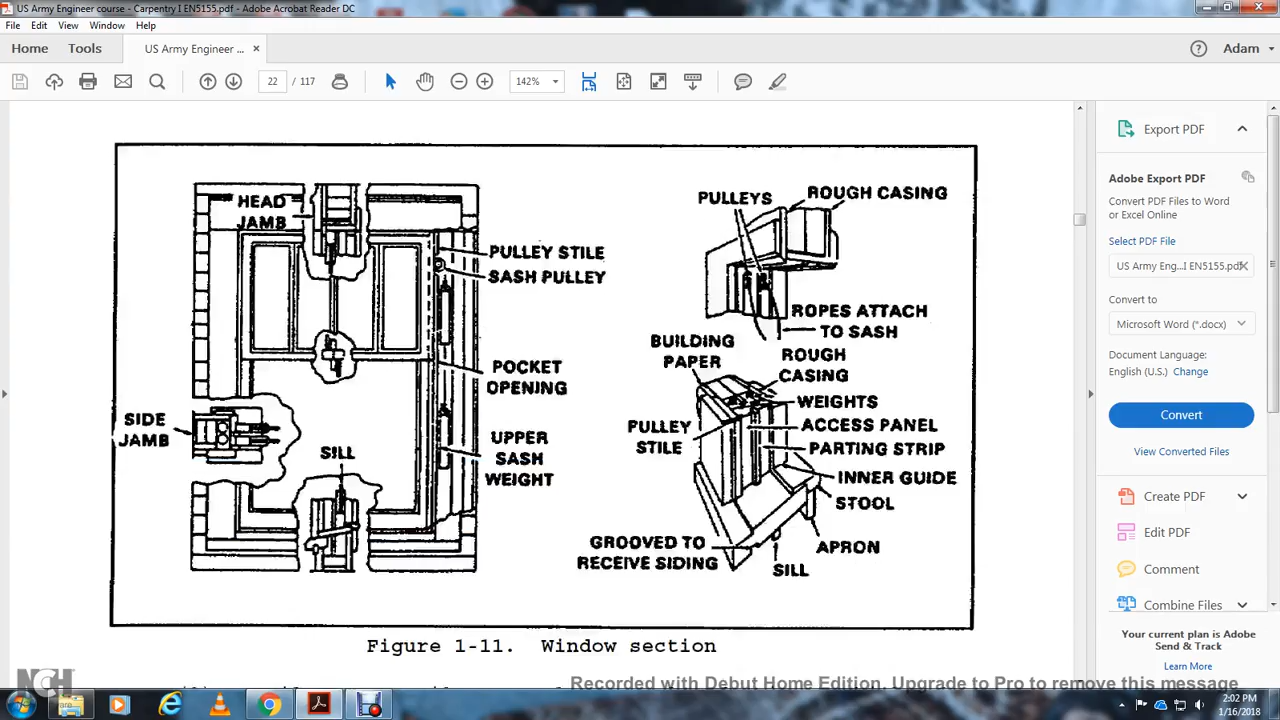 US Army Engineer course - Carpentry I EN5155.pdf - Adobe Acrobat Reader DC
File Edit View Window Help
Home Tools US Army Engineer ... × Adam
22 / 117 142%
HEAD
JAMB
PULLEY STILE
SASH PULLEY
POCKET
OPENING
SIDE
JAMB
SILL
UPPER
SASH
WEIGHT
PULLEYS
ROUGH CASING
ROPES ATTACH
TO SASH
BUILDING
PAPER
ROUGH
CASING
WEIGHTS
ACCESS PANEL
PULLEY
STILE
PARTING STRIP
INNER GUIDE
STOOL
APRON
GROOVED TO
RECEIVE SIDING
SILL
Figure 1-11. Window section
Export PDF
Adobe Export PDF
Convert PDF Files to Word
or Excel Online
Select PDF File
US Army Eng...I EN5155.pdf
Convert to
Microsoft Word (*.docx)
Document Language:
English (U.S.) Change
Convert
View Converted Files
Create PDF
Edit PDF
Comment
Combine Files
Your current plan is Adobe
Send & Track
Learn More
NCH
Recorded with Debut Home Edition. Upgrade to Pro to remove this message
2:02 PM
1/16/2018